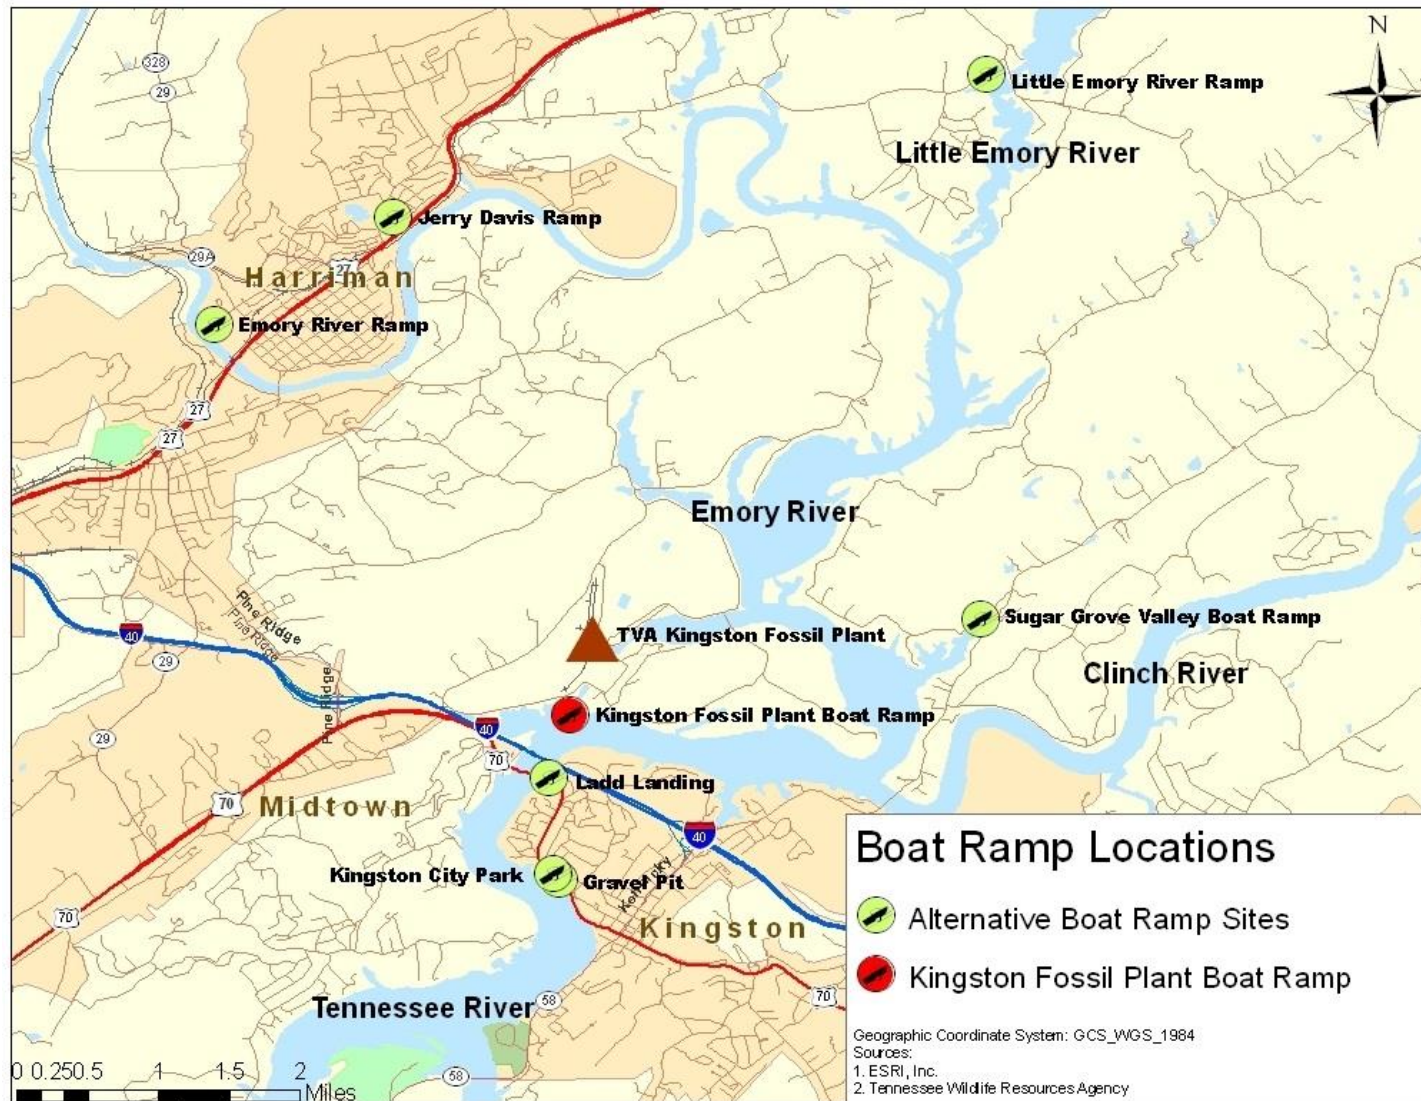 N
328
29
Little Emory River Ramp
Little Emory River
Jerry Davis Ramp
29A
27
Harriman
Emory River Ramp
27
27
Emory River
Pine Ridge
Pine Ridge
40
TVA Kingston Fossil Plant
Sugar Grove Valley Boat Ramp
29
Clinch River
Pine Ridge
Kingston Fossil Plant Boat Ramp
40
29
70
Ladd Landing
70
Midtown
40
Boat Ramp Locations
Kingston City Park
Gravel Pit
Alternative Boat Ramp Sites
70
Kingston
Kingston Fossil Plant Boat Ramp
70
Tennessee River
58
Geographic Coordinate System: GCS_WGS_1984
Sources:
1. ESRI, Inc.
2. Tennessee Wildlife Resources Agency
58
0 0.25 0.5 1 1.5 2
Miles